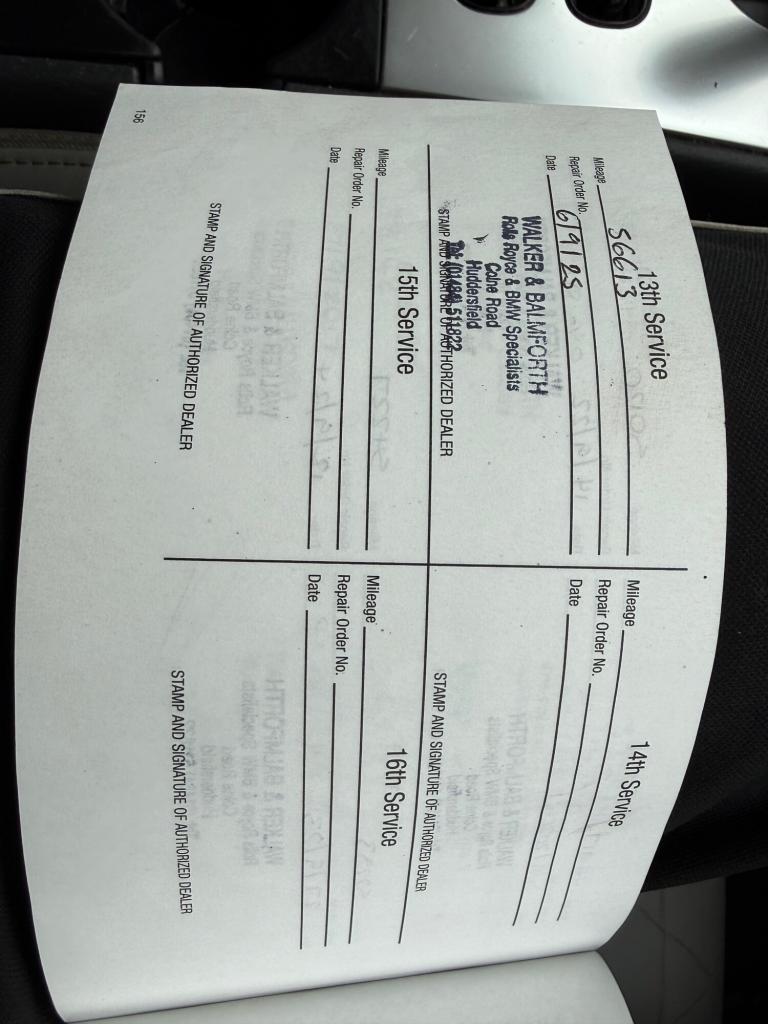 13th Service
Mileage 56613
Repair Order No.
Date 6/9/25
WALKER & BALMFORTH
Rolls Royce & BMW Specialists
Colne Road
Huddersfield
Tel: (01484) 511822
STAMP AND SIGNATURE OF AUTHORIZED DEALER
14th Service
Mileage
Repair Order No.
Date
STAMP AND SIGNATURE OF AUTHORIZED DEALER
15th Service
Mileage
Repair Order No.
Date
STAMP AND SIGNATURE OF AUTHORIZED DEALER
16th Service
Mileage
Repair Order No.
Date
STAMP AND SIGNATURE OF AUTHORIZED DEALER
156